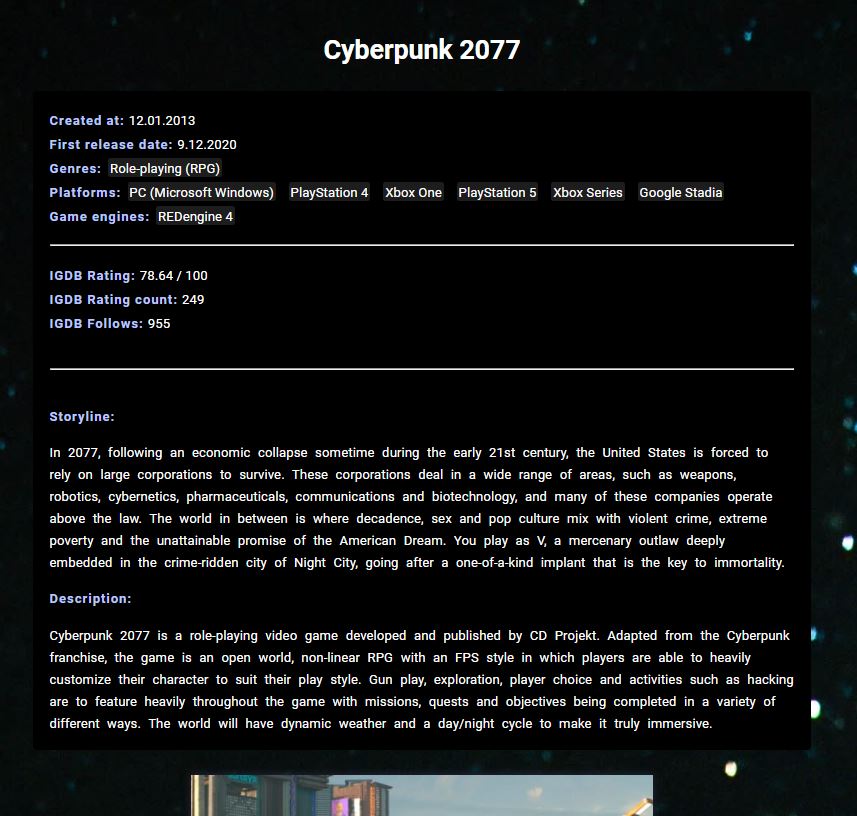 Cyberpunk 2077
Created at: 12.01.2013
First release date: 9.12.2020
Genres: Role-playing (RPG)
Platforms: PC (Microsoft Windows) PlayStation 4 Xbox One PlayStation 5 Xbox Series Google Stadia
Game engines: REDengine 4
IGDB Rating: 78.64 / 100
IGDB Rating count: 249
IGDB Follows: 955
Storyline:
In 2077, following an economic collapse sometime during the early 21st century, the United States is forced to
rely on large corporations to survive. These corporations deal in a wide range of areas, such as weapons,
robotics, cybernetics, pharmaceuticals, communications and biotechnology, and many of these companies operate
above the law. The world in between is where decadence, sex and pop culture mix with violent crime, extreme
poverty and the unattainable promise of the American Dream. You play as V, a mercenary outlaw deeply
embedded in the crime-ridden city of Night City, going after a one-of-a-kind implant that is the key to immortality.
Description:
Cyberpunk 2077 is a role-playing video game developed and published by CD Projekt. Adapted from the Cyberpunk
franchise, the game is an open world, non-linear RPG with an FPS style in which players are able to heavily
customize their character to suit their play style. Gun play, exploration, player choice and activities such as hacking
are to feature heavily throughout the game with missions, quests and objectives being completed in a variety of
different ways. The world will have dynamic weather and a day/night cycle to make it truly immersive.